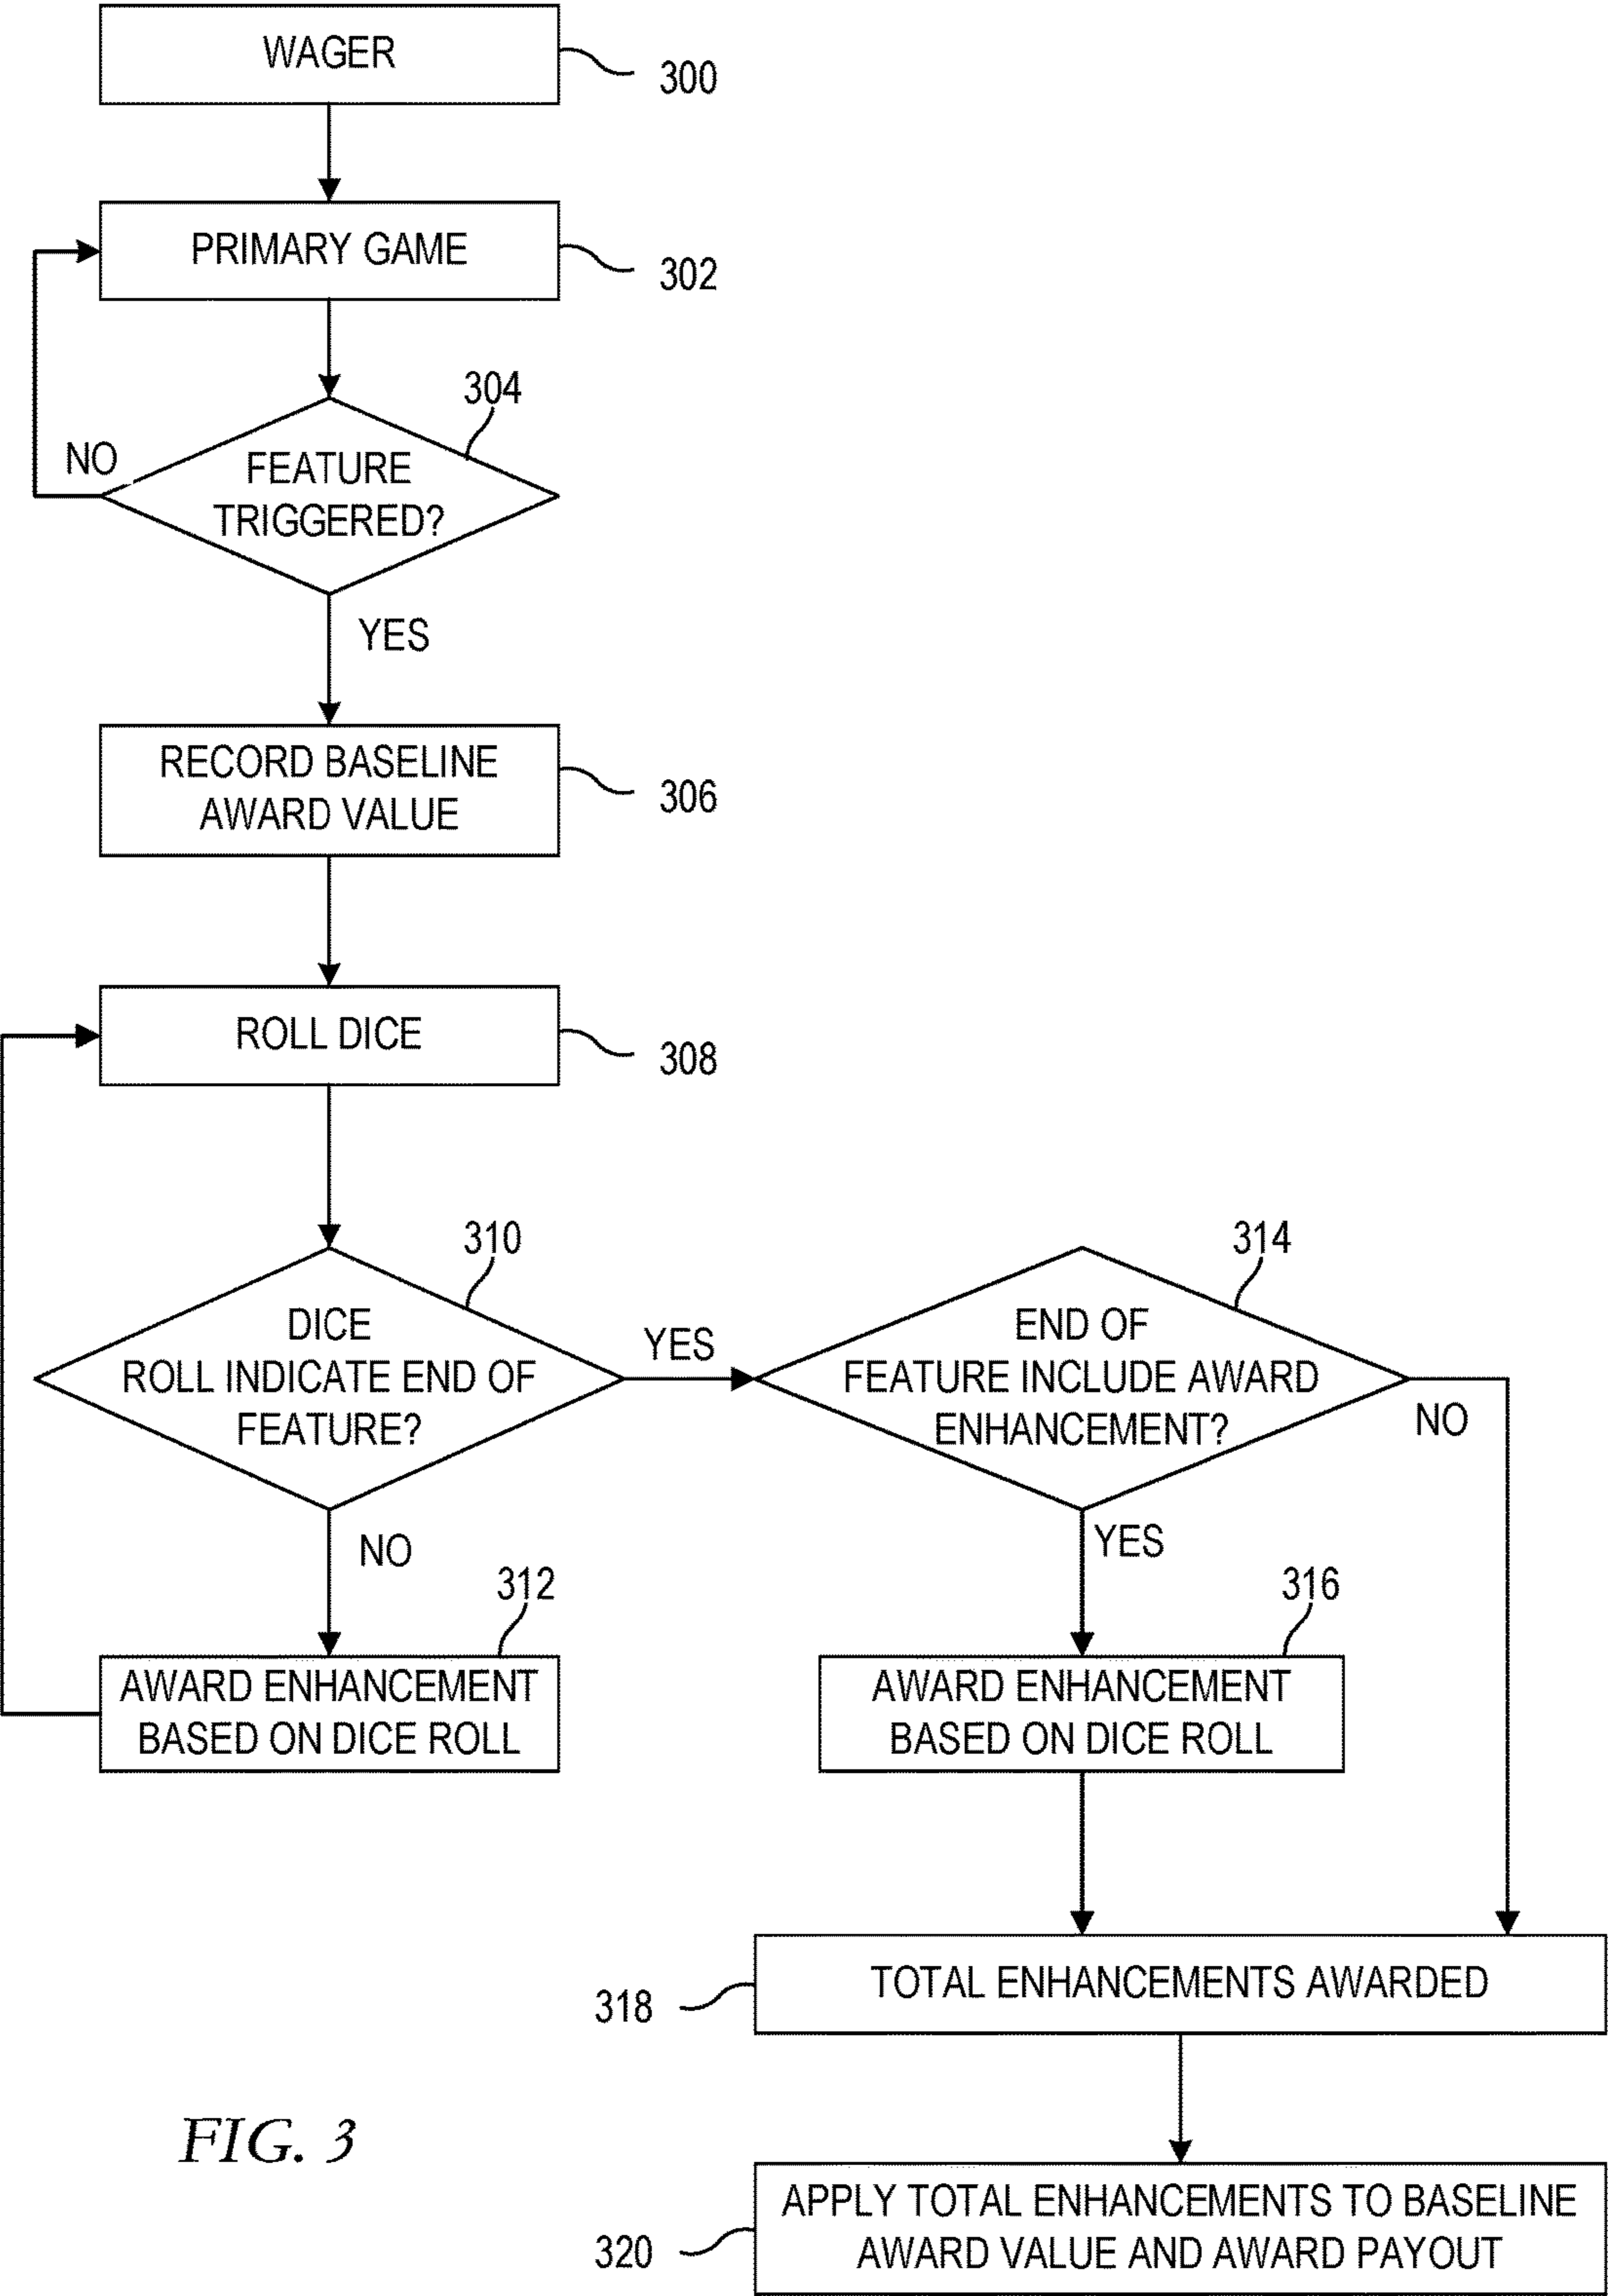 WAGER
300
PRIMARY GAME
302
304
FEATURE
TRIGGERED?
NO
YES
RECORD BASELINE
AWARD VALUE
306
ROLL DICE
308
310
DICE
ROLL INDICATE END OF
FEATURE?
YES
NO
314
END OF
FEATURE INCLUDE AWARD
ENHANCEMENT?
NO
YES
312
AWARD ENHANCEMENT
BASED ON DICE ROLL
316
AWARD ENHANCEMENT
BASED ON DICE ROLL
TOTAL ENHANCEMENTS AWARDED
318
APPLY TOTAL ENHANCEMENTS TO BASELINE
AWARD VALUE AND AWARD PAYOUT
320
FIG. 3